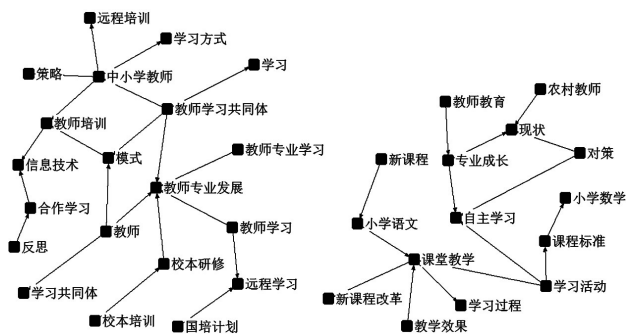 远程培训
学习方式
策略
中小学教师
学习
教师学习共同体
教师培训
信息技术
模式
教师专业学习
教师专业发展
合作学习
反思
教师
教师学习
校本研修
学习共同体
远程学习
校本培训
国培计划
教师教育
农村教师
现状
新课程
专业成长
对策
小学语文
自主学习
小学数学
课程标准
课堂教学
新课程改革
学习过程
学习活动
教学效果